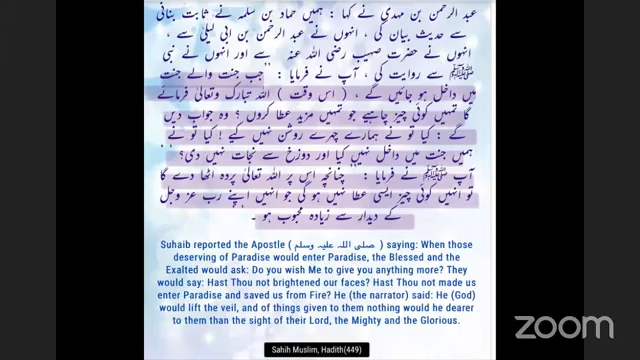 عبد الرحمن بن مہدی نے کہا : ہمیں حماد بن سلمہ نے ثابت بنانی
سے حدیث بیان کی ، انہوں نے عبد الرحمن بن ابی لیلیٰ سے ،
انہوں نے حضرت صہیب رضی اللہ عنہ سے اور انہوں نے نبی
ﷺ سے روایت کی ، آپ نے فرمایا : ’’ جب جنت والے جنت
میں داخل ہو جائیں گے ، ( اس وقت ) اللہ تبارک وتعالیٰ فرمائے
گا تمہیں کوئی چیز چاہیے جو تمہیں مزید عطا کروں ؟ وہ جواب دیں
گے : کیا تو نے ہمارے چہرے روشن نہیں کیے ! کیا تو نے
ہمیں جنت میں داخل نہیں کیا اور دوزخ سے نجات نہیں دی؟ ‘‘
آپ ﷺ نے فرمایا : ’’ چنانچہ اس پر اللہ تعالیٰ پردہ اٹھا دے گا
تو انہیں کوئی چیز ایسی عطا نہیں ہو گی جو انہیں اپنے رب عز وجل
کے دیدار سے زیادہ محبوب ہو ۔
Suhaib reported the Apostle ( صلی اللہ علیہ وسلم ) saying: When those
deserving of Paradise would enter Paradise, the Blessed and the
Exalted would ask: Do you wish Me to give you anything more? They
would say: Hast Thou not brightened our faces? Hast Thou not made us
enter Paradise and saved us from Fire? He (the narrator) said: He (God)
would lift the veil, and of things given to them nothing would he dearer
to them than the sight of their Lord, the Mighty and the Glorious.
Sahih Muslim, Hadith(449)
zoom